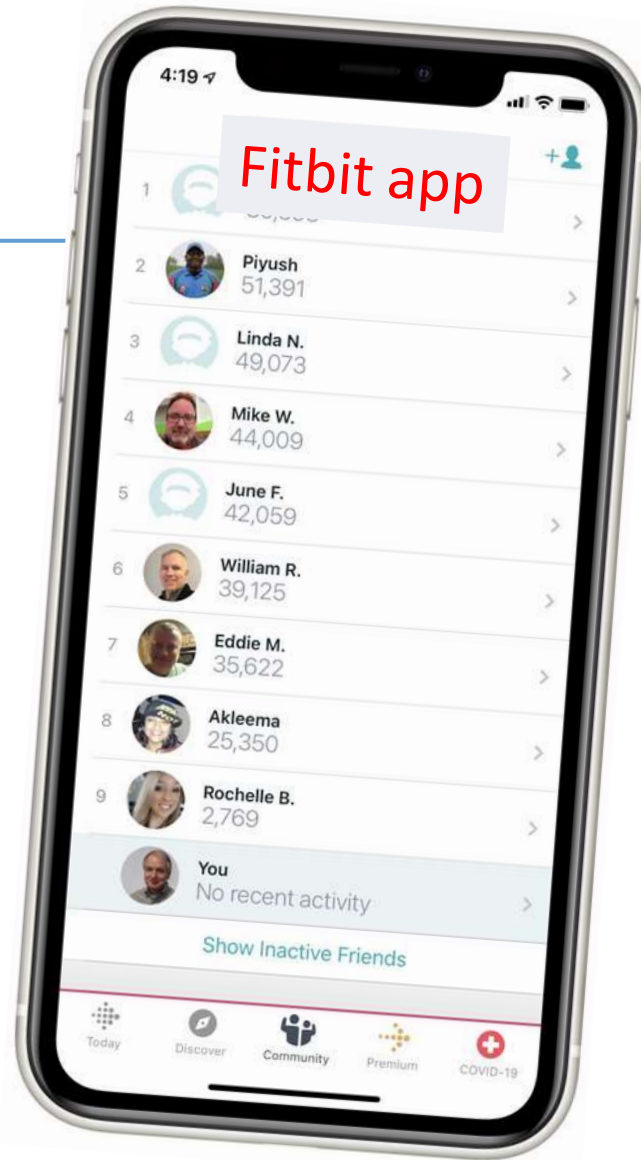 4:19
Fitbit app
1
2
Piyush
51,391
3
Linda N.
49,073
4
Mike W.
44,009
5
June F.
42,059
6
William R.
39,125
7
Eddie M.
35,622
8
Akleema
25,350
9
Rochelle B.
2,769
You
No recent activity
Show Inactive Friends
Today
Discover
Community
Premium
COVID-19